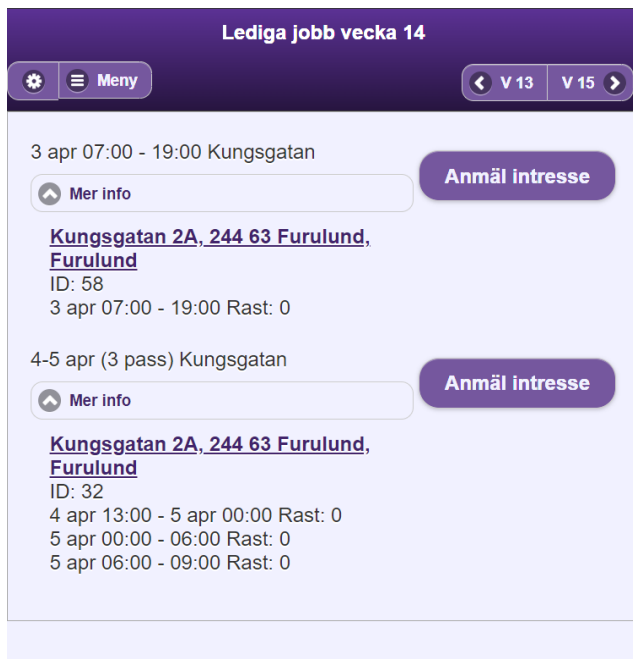 Lediga jobb vecka 14
Meny
V 13
V 15
3 apr 07:00 - 19:00 Kungsgatan
Anmäl intresse
Mer info
Kungsgatan 2A, 244 63 Furulund,
Furulund
ID: 58
3 apr 07:00 - 19:00 Rast: 0
4-5 apr (3 pass) Kungsgatan
Anmäl intresse
Mer info
Kungsgatan 2A, 244 63 Furulund,
Furulund
ID: 32
4 apr 13:00 - 5 apr 00:00 Rast: 0
5 apr 00:00 - 06:00 Rast: 0
5 apr 06:00 - 09:00 Rast: 0